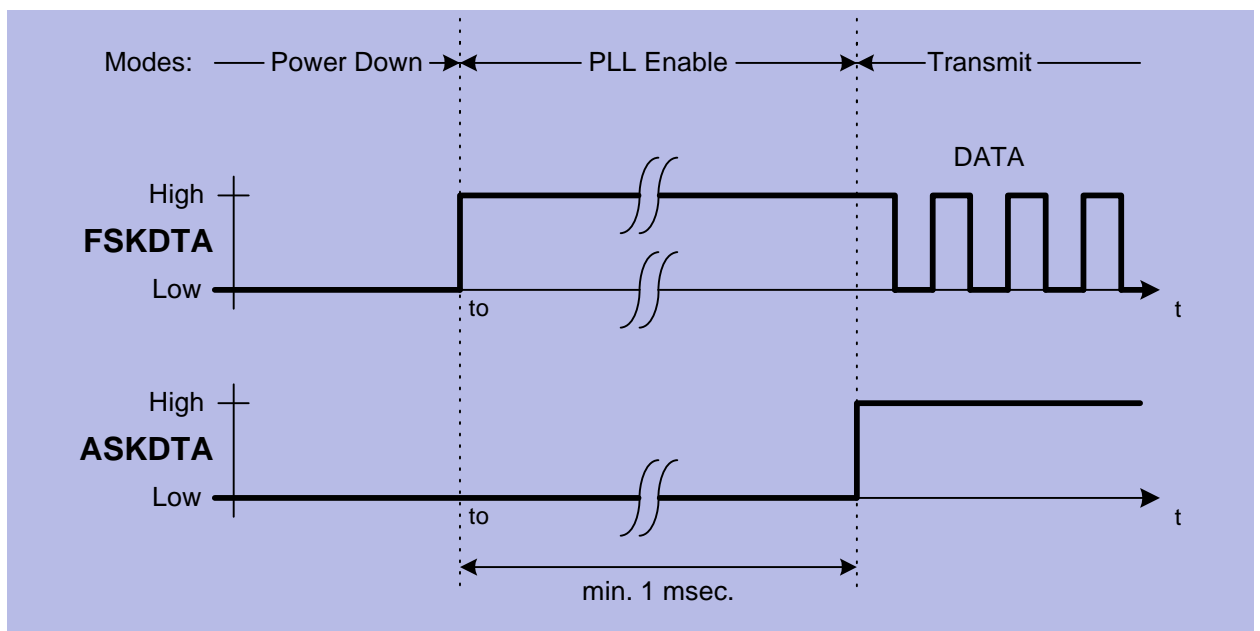 Modes: Power Down PLL Enable Transmit
DATA
High
FSKDTA
Low
to
t
High
ASKDTA
Low
to
t
min. 1 msec.